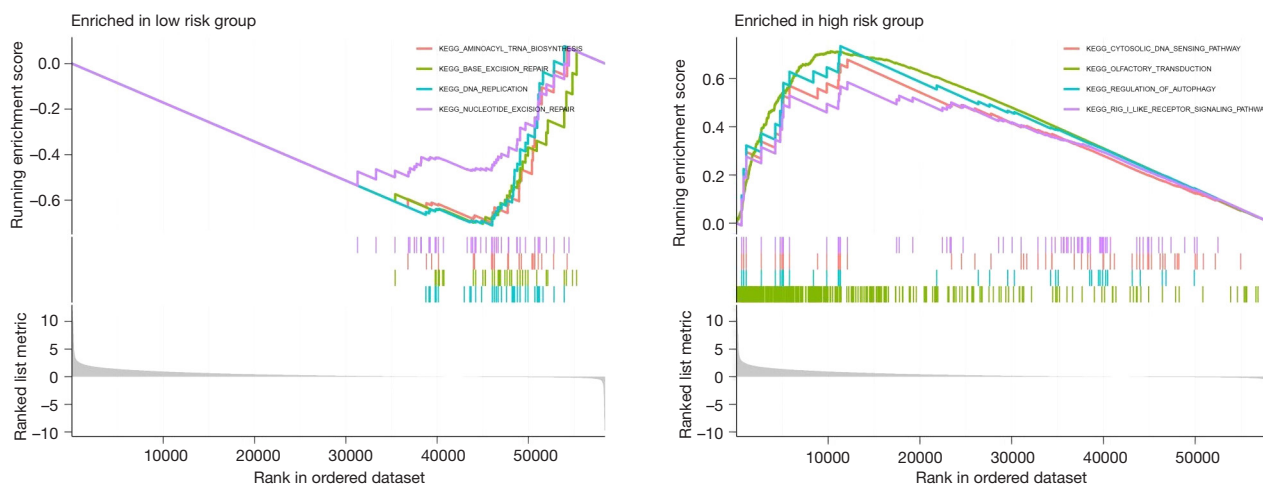 Enriched in low risk group
Running enrichment score
0.0
−0.2
−0.4
−0.6
KEGG_AMINOACYL_TRNA_BIOSYNTHESIS
KEGG_BASE_EXCISION_REPAIR
KEGG_DNA_REPLICATION
KEGG_NUCLEOTIDE_EXCISION_REPAIR
Ranked list metric
10
5
0
−5
−10
10000 20000 30000 40000 50000
Rank in ordered dataset
Enriched in high risk group
Running enrichment score
0.6
0.4
0.2
0.0
KEGG_CYTOSOLIC_DNA_SENSING_PATHWAY
KEGG_OLFACTORY_TRANSDUCTION
KEGG_REGULATION_OF_AUTOPHAGY
KEGG_RIG_I_LIKE_RECEPTOR_SIGNALING_PATHWA
Ranked list metric
10
5
0
−5
−10
10000 20000 30000 40000 50000
Rank in ordered dataset